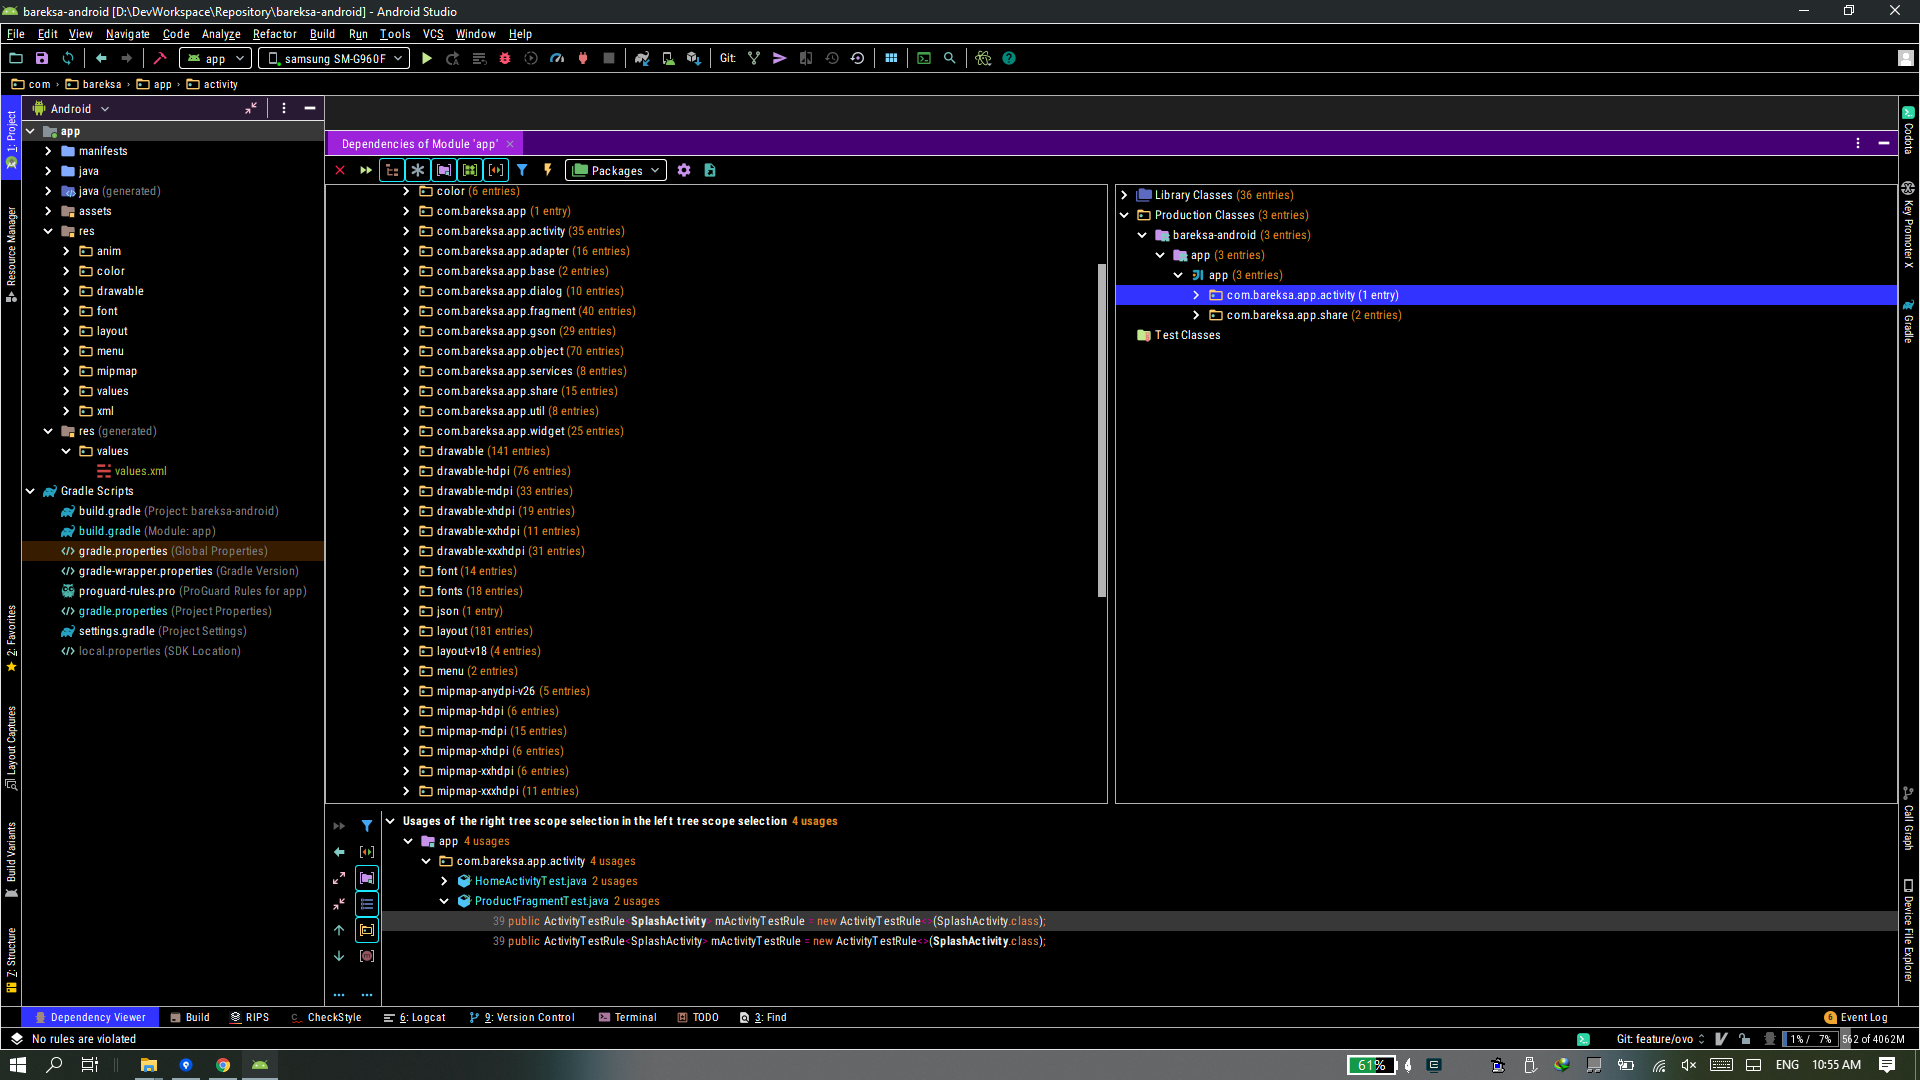 bareksa-android [D:\DevWorkspace\Repository\bareksa-android] - Android Studio
File Edit View Navigate Code Analyze Refactor Build Run Tools VCS Window Help
app samsung SM-G960F Git:
com bareksa app activity
Android
app
manifests
java
java (generated)
assets
res
anim
color
drawable
font
layout
menu
mipmap
values
xml
res (generated)
values
values.xml
Gradle Scripts
build.gradle (Project: bareksa-android)
build.gradle (Module: app)
gradle.properties (Global Properties)
gradle-wrapper.properties (Gradle Version)
proguard-rules.pro (ProGuard Rules for app)
gradle.properties (Project Properties)
settings.gradle (Project Settings)
local.properties (SDK Location)
1: Project
Resource Manager
2: Favorites
Layout Captures
Build Variants
7: Structure
Dependencies of Module 'app'
Packages
color (6 entries)
com.bareksa.app (1 entry)
com.bareksa.app.activity (35 entries)
com.bareksa.app.adapter (16 entries)
com.bareksa.app.base (2 entries)
com.bareksa.app.dialog (10 entries)
com.bareksa.app.fragment (40 entries)
com.bareksa.app.gson (29 entries)
com.bareksa.app.object (70 entries)
com.bareksa.app.services (8 entries)
com.bareksa.app.share (15 entries)
com.bareksa.app.util (8 entries)
com.bareksa.app.widget (25 entries)
drawable (141 entries)
drawable-hdpi (76 entries)
drawable-mdpi (33 entries)
drawable-xhdpi (19 entries)
drawable-xxhdpi (11 entries)
drawable-xxxhdpi (31 entries)
font (14 entries)
fonts (18 entries)
json (1 entry)
layout (181 entries)
layout-v18 (4 entries)
menu (2 entries)
mipmap-anydpi-v26 (5 entries)
mipmap-hdpi (6 entries)
mipmap-mdpi (15 entries)
mipmap-xhdpi (6 entries)
mipmap-xxhdpi (6 entries)
mipmap-xxxhdpi (11 entries)
Library Classes (36 entries)
Production Classes (3 entries)
bareksa-android (3 entries)
app (3 entries)
app (3 entries)
com.bareksa.app.activity (1 entry)
com.bareksa.app.share (2 entries)
Test Classes
Codota
Key Promoter X
Gradle
Call Graph
Device File Explorer
Usages of the right tree scope selection in the left tree scope selection 4 usages
app 4 usages
com.bareksa.app.activity 4 usages
HomeActivityTest.java 2 usages
ProductFragmentTest.java 2 usages
39 public ActivityTestRule<SplashActivity> mActivityTestRule = new ActivityTestRule<>(SplashActivity.class);
39 public ActivityTestRule<SplashActivity> mActivityTestRule = new ActivityTestRule<>(SplashActivity.class);
Dependency Viewer Build RIPS CheckStyle 6: Logcat 9: Version Control Terminal TODO 3: Find 6 Event Log
No rules are violated Git: feature/ovo 1% / 7% 562 of 4062M
61% ENG 10:55 AM